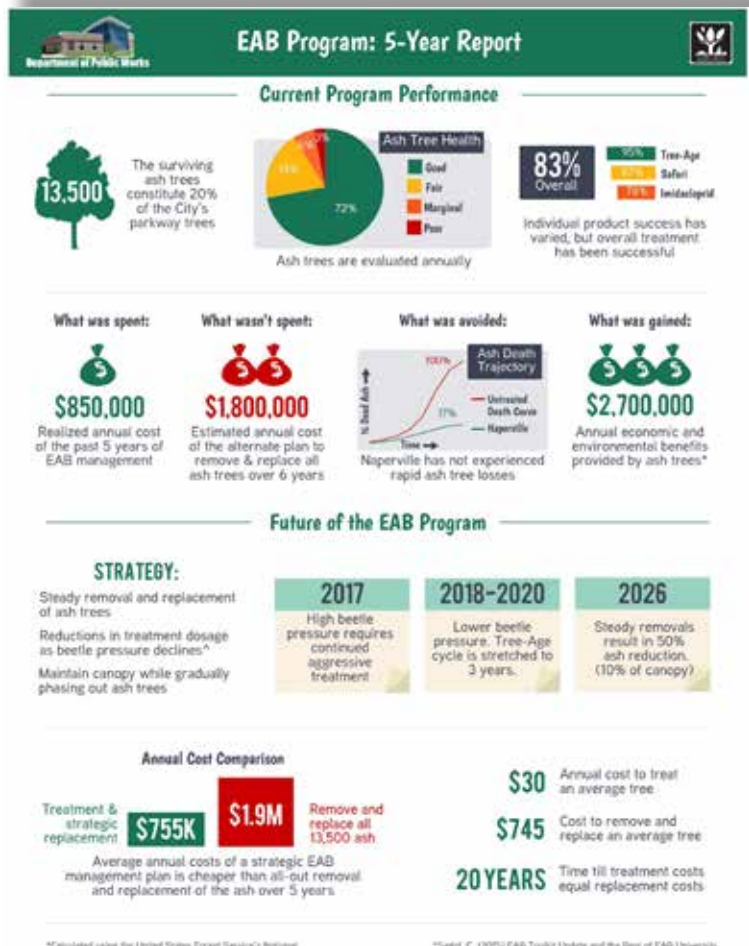 Department of Public Works
EAB Program: 5-Year Report
Current Program Performance
13,500
The surviving
ash trees
constitute 20%
of the City's
parkway trees
72%
Ash Tree Health
Good
Fair
Marginal
Poor
Ash trees are evaluated annually
83%
Overall
95%
Tree-Age
Safari
Imidacloprid
Individual product success has
varied, but overall treatment
has been successful
What was spent:
$850,000
Realized annual cost
of the past 5 years of
EAB management
What wasn't spent:
$1,800,000
Estimated annual cost
of the alternate plan to
remove & replace all
ash trees over 6 years
What was avoided:
% Dead Ash
Time
100%
17%
Ash Death
Trajectory
Untreated
Death Curve
Naperville
Naperville has not experienced
rapid ash tree losses
What was gained:
$2,700,000
Annual economic and
environmental benefits
provided by ash trees*
Future of the EAB Program
STRATEGY:
Steady removal and replacement
of ash trees
Reductions in treatment dosage
as beetle pressure declines^
Maintain canopy while gradually
phasing out ash trees
2017
High beetle
pressure requires
continued
aggressive
treatment
2018-2020
Lower beetle
pressure. Tree-Age
cycle is stretched to
3 years.
2026
Steady removals
result in 50%
ash reduction.
(10% of canopy)
Annual Cost Comparison
Treatment &
strategic
replacement
$755K
$1.9M
Remove and
replace all
13,500 ash
Average annual costs of a strategic EAB
management plan is cheaper than all-out removal
and replacement of the ash over 5 years
$30
Annual cost to treat
an average tree
$745
Cost to remove and
replace an average tree
20 YEARS
Time till treatment costs
equal replacement costs